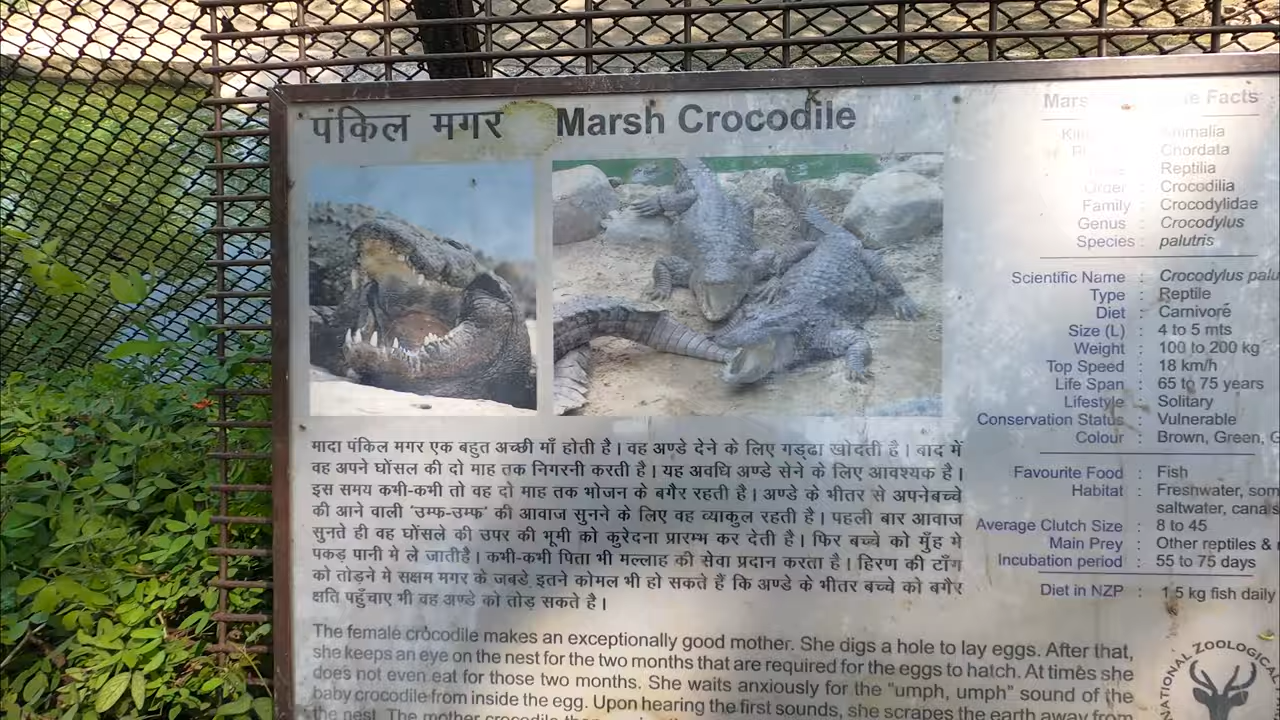 पंकिल मगर Marsh Crocodile
मादा पंकिल मगर एक बहुत अच्छी माँ होती है। वह अण्डे देने के लिए गड्ढा खोदती है। बाद में
वह अपने घोंसल की दो माह तक निगरनी करती है। यह अवधि अण्डे सेने के लिए आवश्यक है।
इस समय कभी-कभी तो वह दो माह तक भोजन के बगैर रहती है। अण्डे के भीतर से अपनेबच्चे
की आने वाली ‘उम्फ-उम्फ’ की आवाज सुनने के लिए वह व्याकुल रहती है। पहली बार आवाज
सुनते ही वह घोंसले की उपर की भूमी को कुरेदना प्रारम्भ कर देती है। फिर बच्चे को मुँह मे
पकड़ पानी मे ले जातीहै। कभी-कभी पिता भी मल्लाह की सेवा प्रदान करता है। हिरण की टाँग
को तोड़ने मे सक्षम मगर के जबडे इतने कोमल भी हो सकते हैं कि अण्डे के भीतर बच्चे को बगैर
क्षति पहुँचाए भी वह अण्डे को तोड़ सकते है।
The female crocodile makes an exceptionally good mother. She digs a hole to lay eggs. After that,
she keeps an eye on the nest for the two months that are required for the eggs to hatch. At times she
does not even eat for those two months. She waits anxiously for the “umph, umph” sound of the
baby crocodile from inside the egg. Upon hearing the first sounds, she scrapes the earth away from
the nest. The mother crocodile
Facts
Animalia
Chordata
Reptilia
Order : Crocodilia
Family : Crocodylidae
Genus : Crocodylus
Species : palutris
Scientific Name : Crocodylus
Type : Reptile
Diet : Carnivore
Size (L) : 4 to 5 mts
Weight : 100 to 200 kg
Top Speed : 18 km/h
Life Span : 65 to 75 years
Lifestyle : Solitary
Conservation Status : Vulnerable
Colour : Brown, Green,
Favourite Food : Fish
Habitat : Freshwater,
saltwater,
Average Clutch Size : 8 to 45
Main Prey : Other reptiles &
Incubation period : 55 to 75 days
Diet in NZP : 1.5 kg fish daily
NATIONAL ZOOLOGICAL